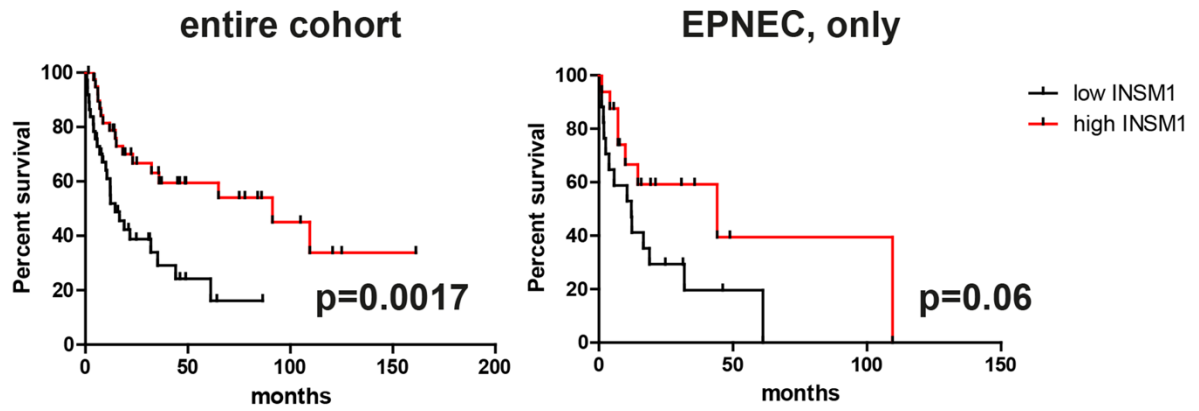 entire cohort
EPNEC, only
Percent survival
100
80
60
40
20
0
0
50
100
150
200
months
p=0.0017
Percent survival
100
80
60
40
20
0
0
50
100
150
months
p=0.06
low INSM1
high INSM1